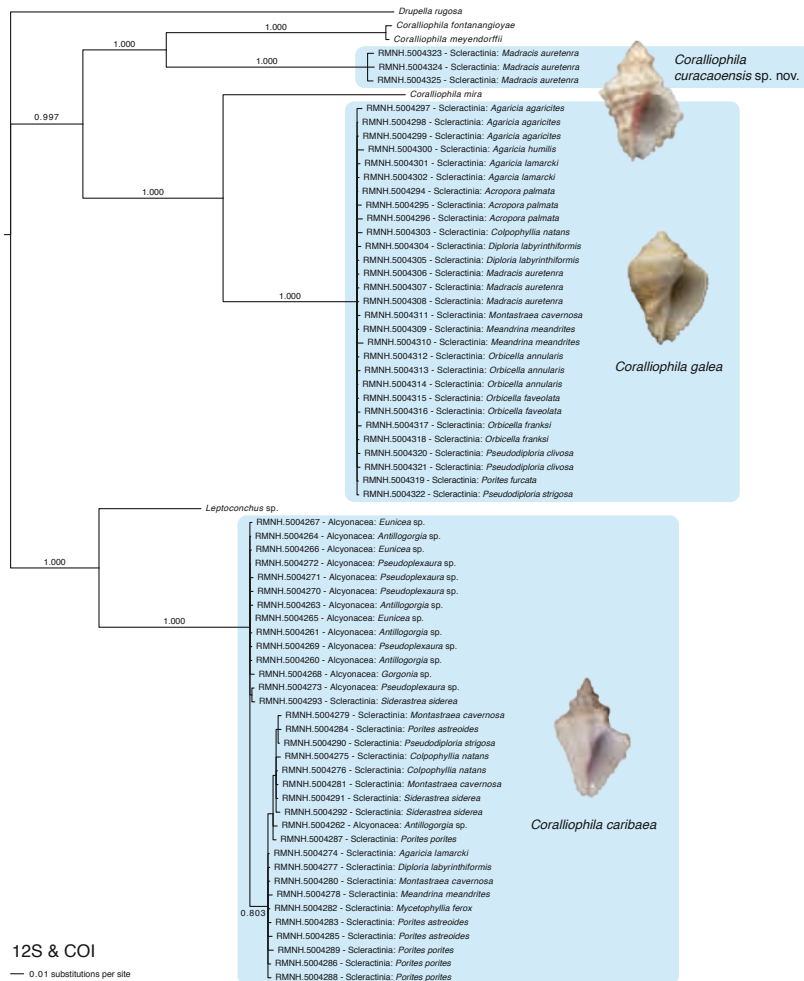 Drupella rugosa
Coralliophila fontanangioyae
1.000
Coralliophila meyendorffii
1.000
RMNH.5004323 – Scleractinia: Madracis auretenra
1.000
RMNH.5004324 – Scleractinia: Madracis auretenra
RMNH.5004325 – Scleractinia: Madracis auretenra
Coralliophila
curacaoensis sp. nov.
Coralliophila mira
0.997
RMNH.5004297 – Scleractinia: Agaricia agaricites
RMNH.5004298 – Scleractinia: Agaricia agaricites
RMNH.5004299 – Scleractinia: Agaricia agaricites
RMNH.5004300 – Scleractinia: Agaricia humilis
RMNH.5004301 – Scleractinia: Agaricia lamarcki
RMNH.5004302 – Scleractinia: Agarcia lamarcki
1.000
RMNH.5004294 – Scleractinia: Acropora palmata
RMNH.5004295 – Scleractinia: Acropora palmata
RMNH.5004296 – Scleractinia: Acropora palmata
RMNH.5004303 – Scleractinia: Colpophyllia natans
RMNH.5004304 – Scleractinia: Diploria labyrinthiformis
RMNH.5004305 – Scleractinia: Diploria labyrinthiformis
RMNH.5004306 – Scleractinia: Madracis auretenra
RMNH.5004307 – Scleractinia: Madracis auretenra
1.000
RMNH.5004308 – Scleractinia: Madracis auretenra
RMNH.5004311 – Scleractinia: Montastraea cavernosa
RMNH.5004309 – Scleractinia: Meandrina meandrites
RMNH.5004310 – Scleractinia: Meandrina meandrites
RMNH.5004312 – Scleractinia: Orbicella annularis
RMNH.5004313 – Scleractinia: Orbicella annularis
RMNH.5004314 – Scleractinia: Orbicella annularis
RMNH.5004315 – Scleractinia: Orbicella faveolata
RMNH.5004316 – Scleractinia: Orbicella faveolata
RMNH.5004317 – Scleractinia: Orbicella franksi
RMNH.5004318 – Scleractinia: Orbicella franksi
RMNH.5004320 – Scleractinia: Pseudodiploria clivosa
RMNH.5004321 – Scleractinia: Pseudodiploria clivosa
RMNH.5004319 – Scleractinia: Porites furcata
RMNH.5004322 – Scleractinia: Pseudodiploria strigosa
Coralliophila galea
Leptoconchus sp.
1.000
RMNH.5004267 – Alcyonacea: Eunicea sp.
RMNH.5004264 – Alcyonacea: Antillogorgia sp.
RMNH.5004266 – Alcyonacea: Eunicea sp.
RMNH.5004272 – Alcyonacea: Pseudoplexaura sp.
RMNH.5004271 – Alcyonacea: Pseudoplexaura sp.
RMNH.5004270 – Alcyonacea: Pseudoplexaura sp.
RMNH.5004263 – Alcyonacea: Antillogorgia sp.
RMNH.5004265 – Alcyonacea: Eunicea sp.
1.000
RMNH.5004261 – Alcyonacea: Antillogorgia sp.
RMNH.5004269 – Alcyonacea: Pseudoplexaura sp.
RMNH.5004260 – Alcyonacea: Antillogorgia sp.
RMNH.5004268 – Alcyonacea: Gorgonia sp.
RMNH.5004273 – Alcyonacea: Pseudoplexaura sp.
RMNH.5004293 – Scleractinia: Siderastrea siderea
RMNH.5004279 – Scleractinia: Montastraea cavernosa
RMNH.5004284 – Scleractinia: Porites astreoides
RMNH.5004290 – Scleractinia: Pseudodiploria strigosa
RMNH.5004275 – Scleractinia: Colpophyllia natans
RMNH.5004276 – Scleractinia: Colpophyllia natans
RMNH.5004281 – Scleractinia: Montastraea cavernosa
RMNH.5004291 – Scleractinia: Siderastrea siderea
RMNH.5004292 – Scleractinia: Siderastrea siderea
RMNH.5004262 – Alcyonacea: Antillogorgia sp.
RMNH.5004287 – Scleractinia: Porites porites
RMNH.5004274 – Scleractinia: Agaricia lamarcki
RMNH.5004277 – Scleractinia: Diploria labyrinthiformis
RMNH.5004280 – Scleractinia: Montastraea cavernosa
RMNH.5004278 – Scleractinia: Meandrina meandrites
RMNH.5004282 – Scleractinia: Mycetophyllia ferox
0.803
RMNH.5004283 – Scleractinia: Porites astreoides
RMNH.5004285 – Scleractinia: Porites astreoides
RMNH.5004289 – Scleractinia: Porites porites
RMNH.5004286 – Scleractinia: Porites porites
RMNH.5004288 – Scleractinia: Porites porites
Coralliophila caribaea
12S & COI
0.01 substitutions per site